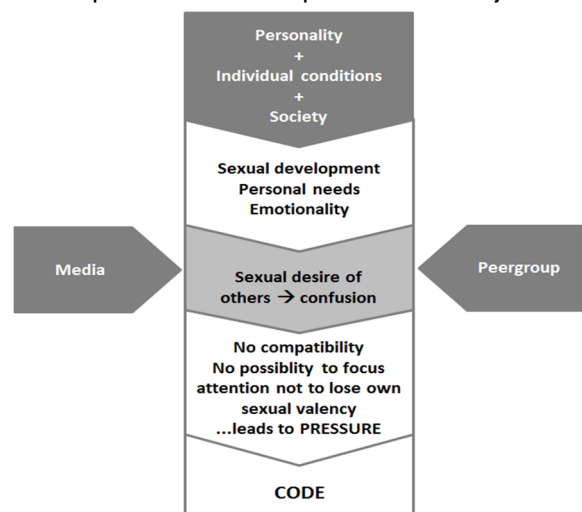 Personality
+
Individual conditions
+
Society
Sexual development
Personal needs
Emotionality
Media
Sexual desire of
others → confusion
Peergroup
No compatibility
No possiblity to focus
attention not to lose own
sexual valency
...leads to PRESSURE
CODE